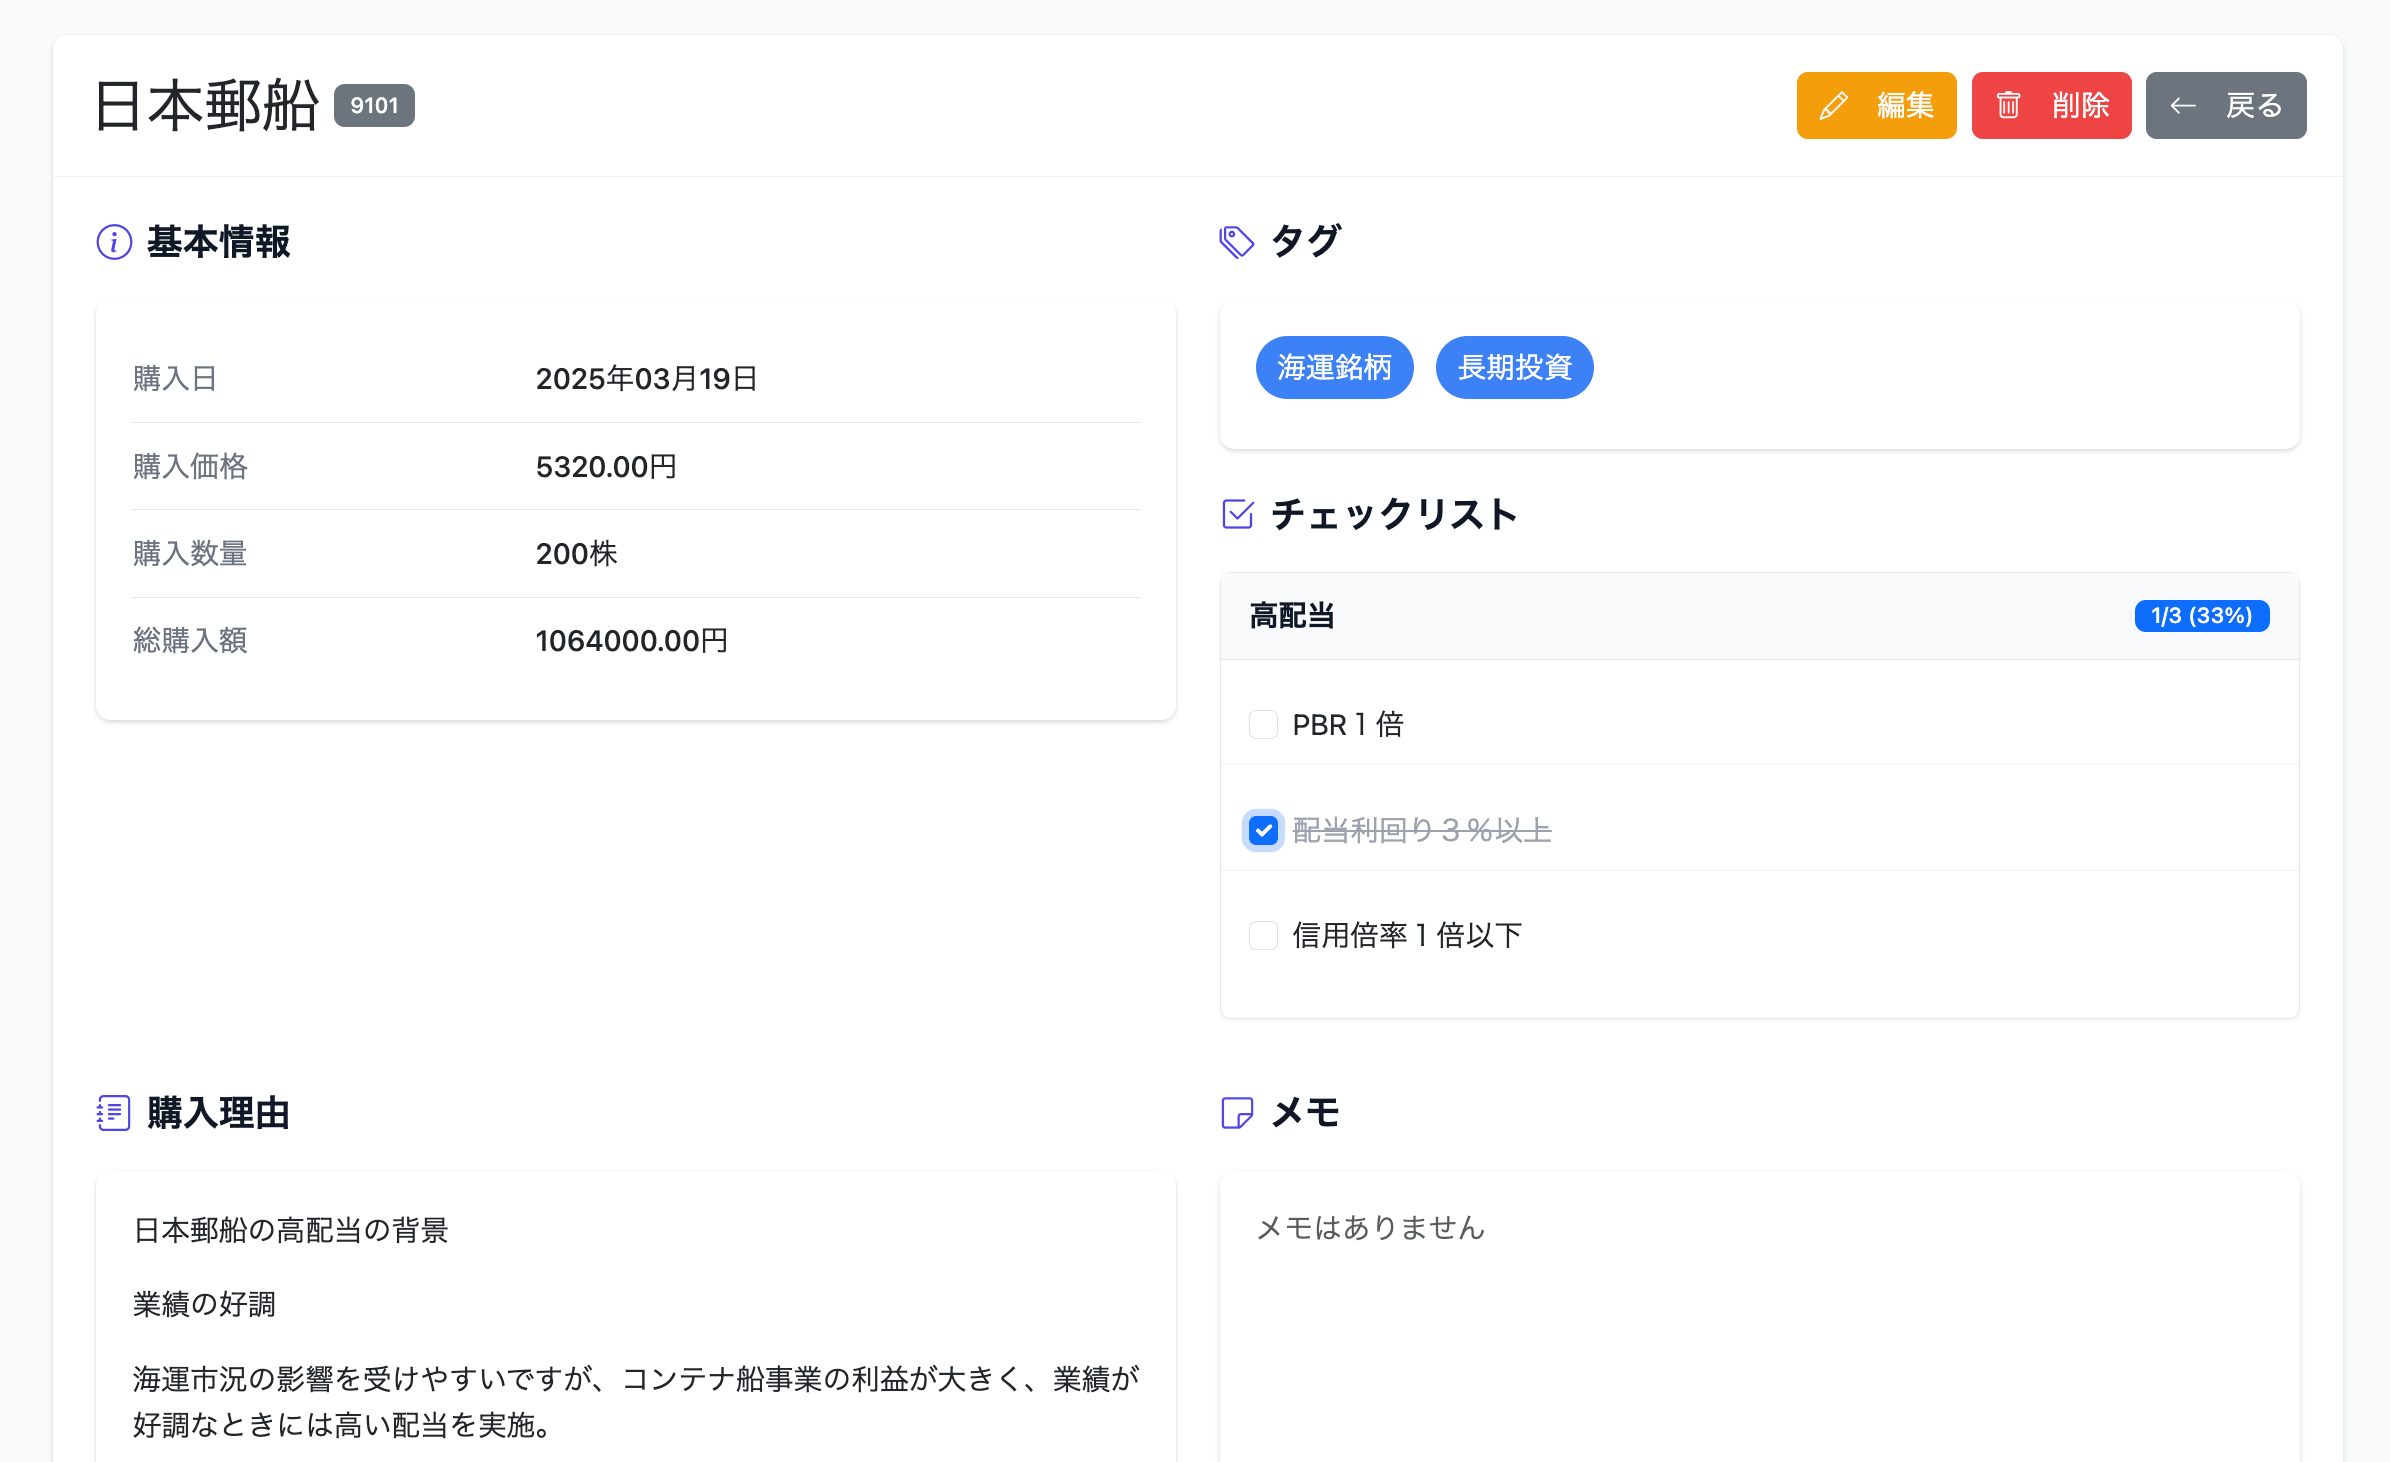 日本郵船 9101
編集
削除
戻る
基本情報
購入日 2025年03月19日
購入価格 5320.00円
購入数量 200株
総購入額 1064000.00円
タグ
海運銘柄 長期投資
チェックリスト
高配当 1/3 (33%)
PBR１倍
配当利回り３％以上
信用倍率１倍以下
購入理由
日本郵船の高配当の背景
業績の好調
海運市況の影響を受けやすいですが、コンテナ船事業の利益が大きく、業績が
好調なときには高い配当を実施。
メモ
メモはありません